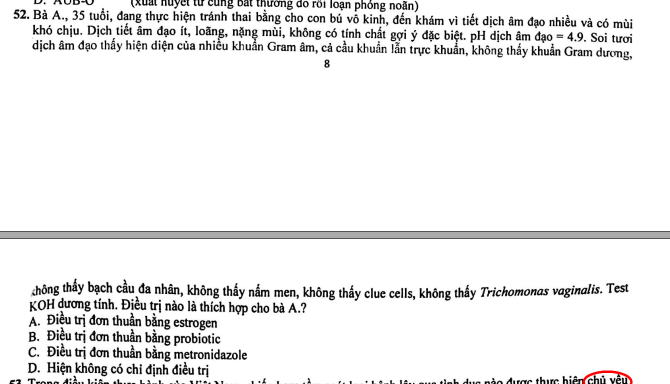 D. AUB-O (xuất huyết tử cung bất thường do rối loạn phóng noãn)
52. Bà A., 35 tuổi, đang thực hiện tránh thai bằng cho con bú vô kinh, đến khám vì tiết dịch âm đạo nhiều và có mùi
khó chịu. Dịch tiết âm đạo ít, loãng, nặng mùi, không có tính chất gợi ý đặc biệt. pH dịch âm đạo = 4.9. Soi tươi
dịch âm đạo thấy hiện diện của nhiều khuẩn Gram âm, cả cầu khuẩn lẫn trực khuẩn, không thấy khuẩn Gram dương,
8
không thấy bạch cầu đa nhân, không thấy nấm men, không thấy clue cells, không thấy Trichomonas vaginalis. Test
KOH dương tính. Điều trị nào là thích hợp cho bà A.?
A. Điều trị đơn thuần bằng estrogen
B. Điều trị đơn thuần bằng probiotic
C. Điều trị đơn thuần bằng metronidazole
D. Hiện không có chỉ định điều trị
53. Trong điều kiện thực hành của Việt Nam, tình dục nào được thực hiện chủ yếu